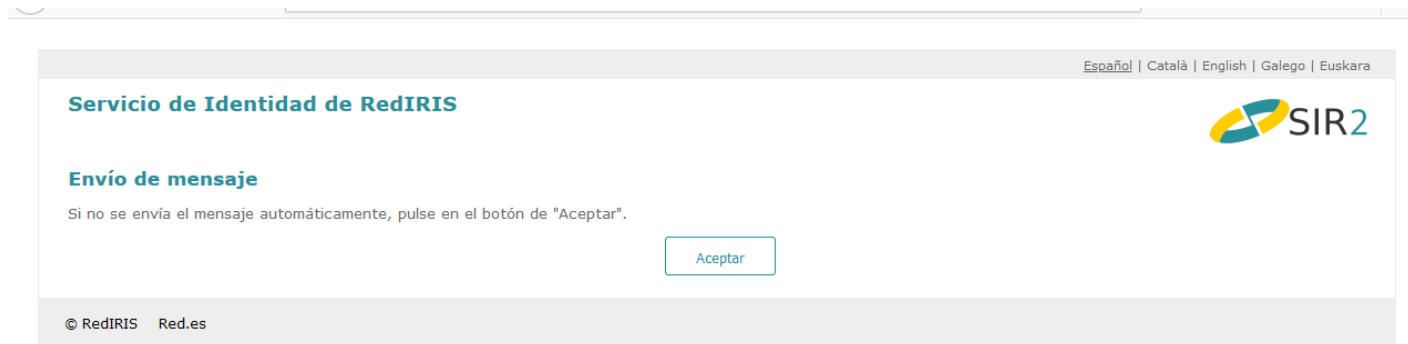 Español | Català | English | Galego | Euskara
Servicio de Identidad de RedIRIS
SIR2
Envío de mensaje
Si no se envía el mensaje automáticamente, pulse en el botón de "Aceptar".
Aceptar
© RedIRIS Red.es